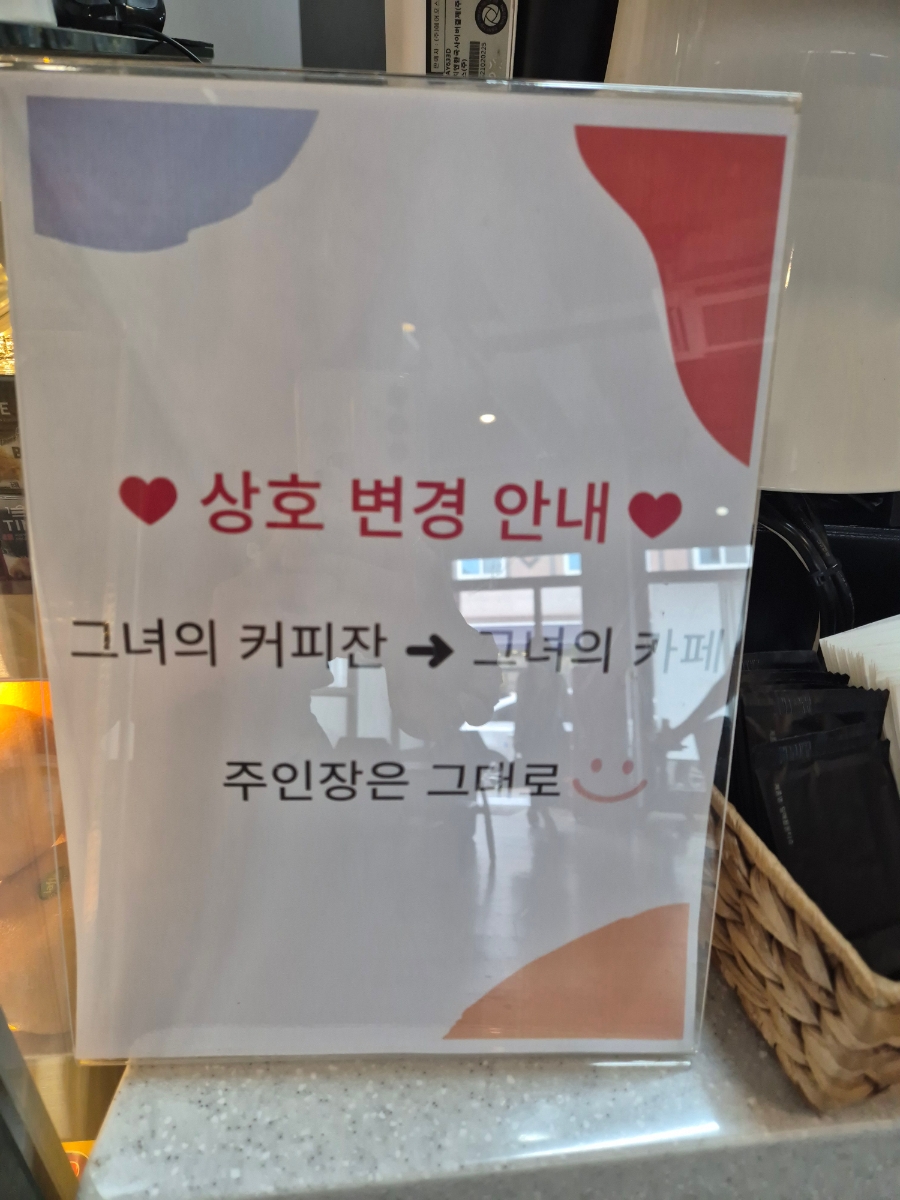 ♥ 상호 변경 안내 ♥
그녀의 커피잔 → 그녀의 카페
주인장은 그대로